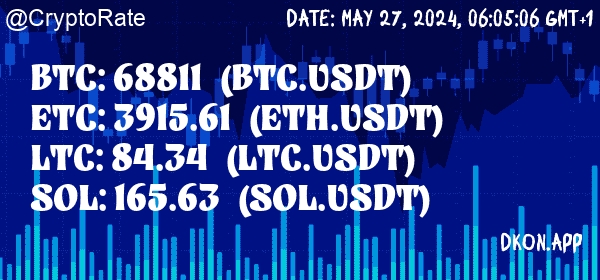 @CryptoRate
DATE: MAY 27, 2024, 06:05:06 GMT+1
BTC: 68811 (BTC.USDT)
ETC: 3915.61 (ETH.USDT)
LTC: 84.34 (LTC.USDT)
SOL: 165.63 (SOL.USDT)
DKON.APP